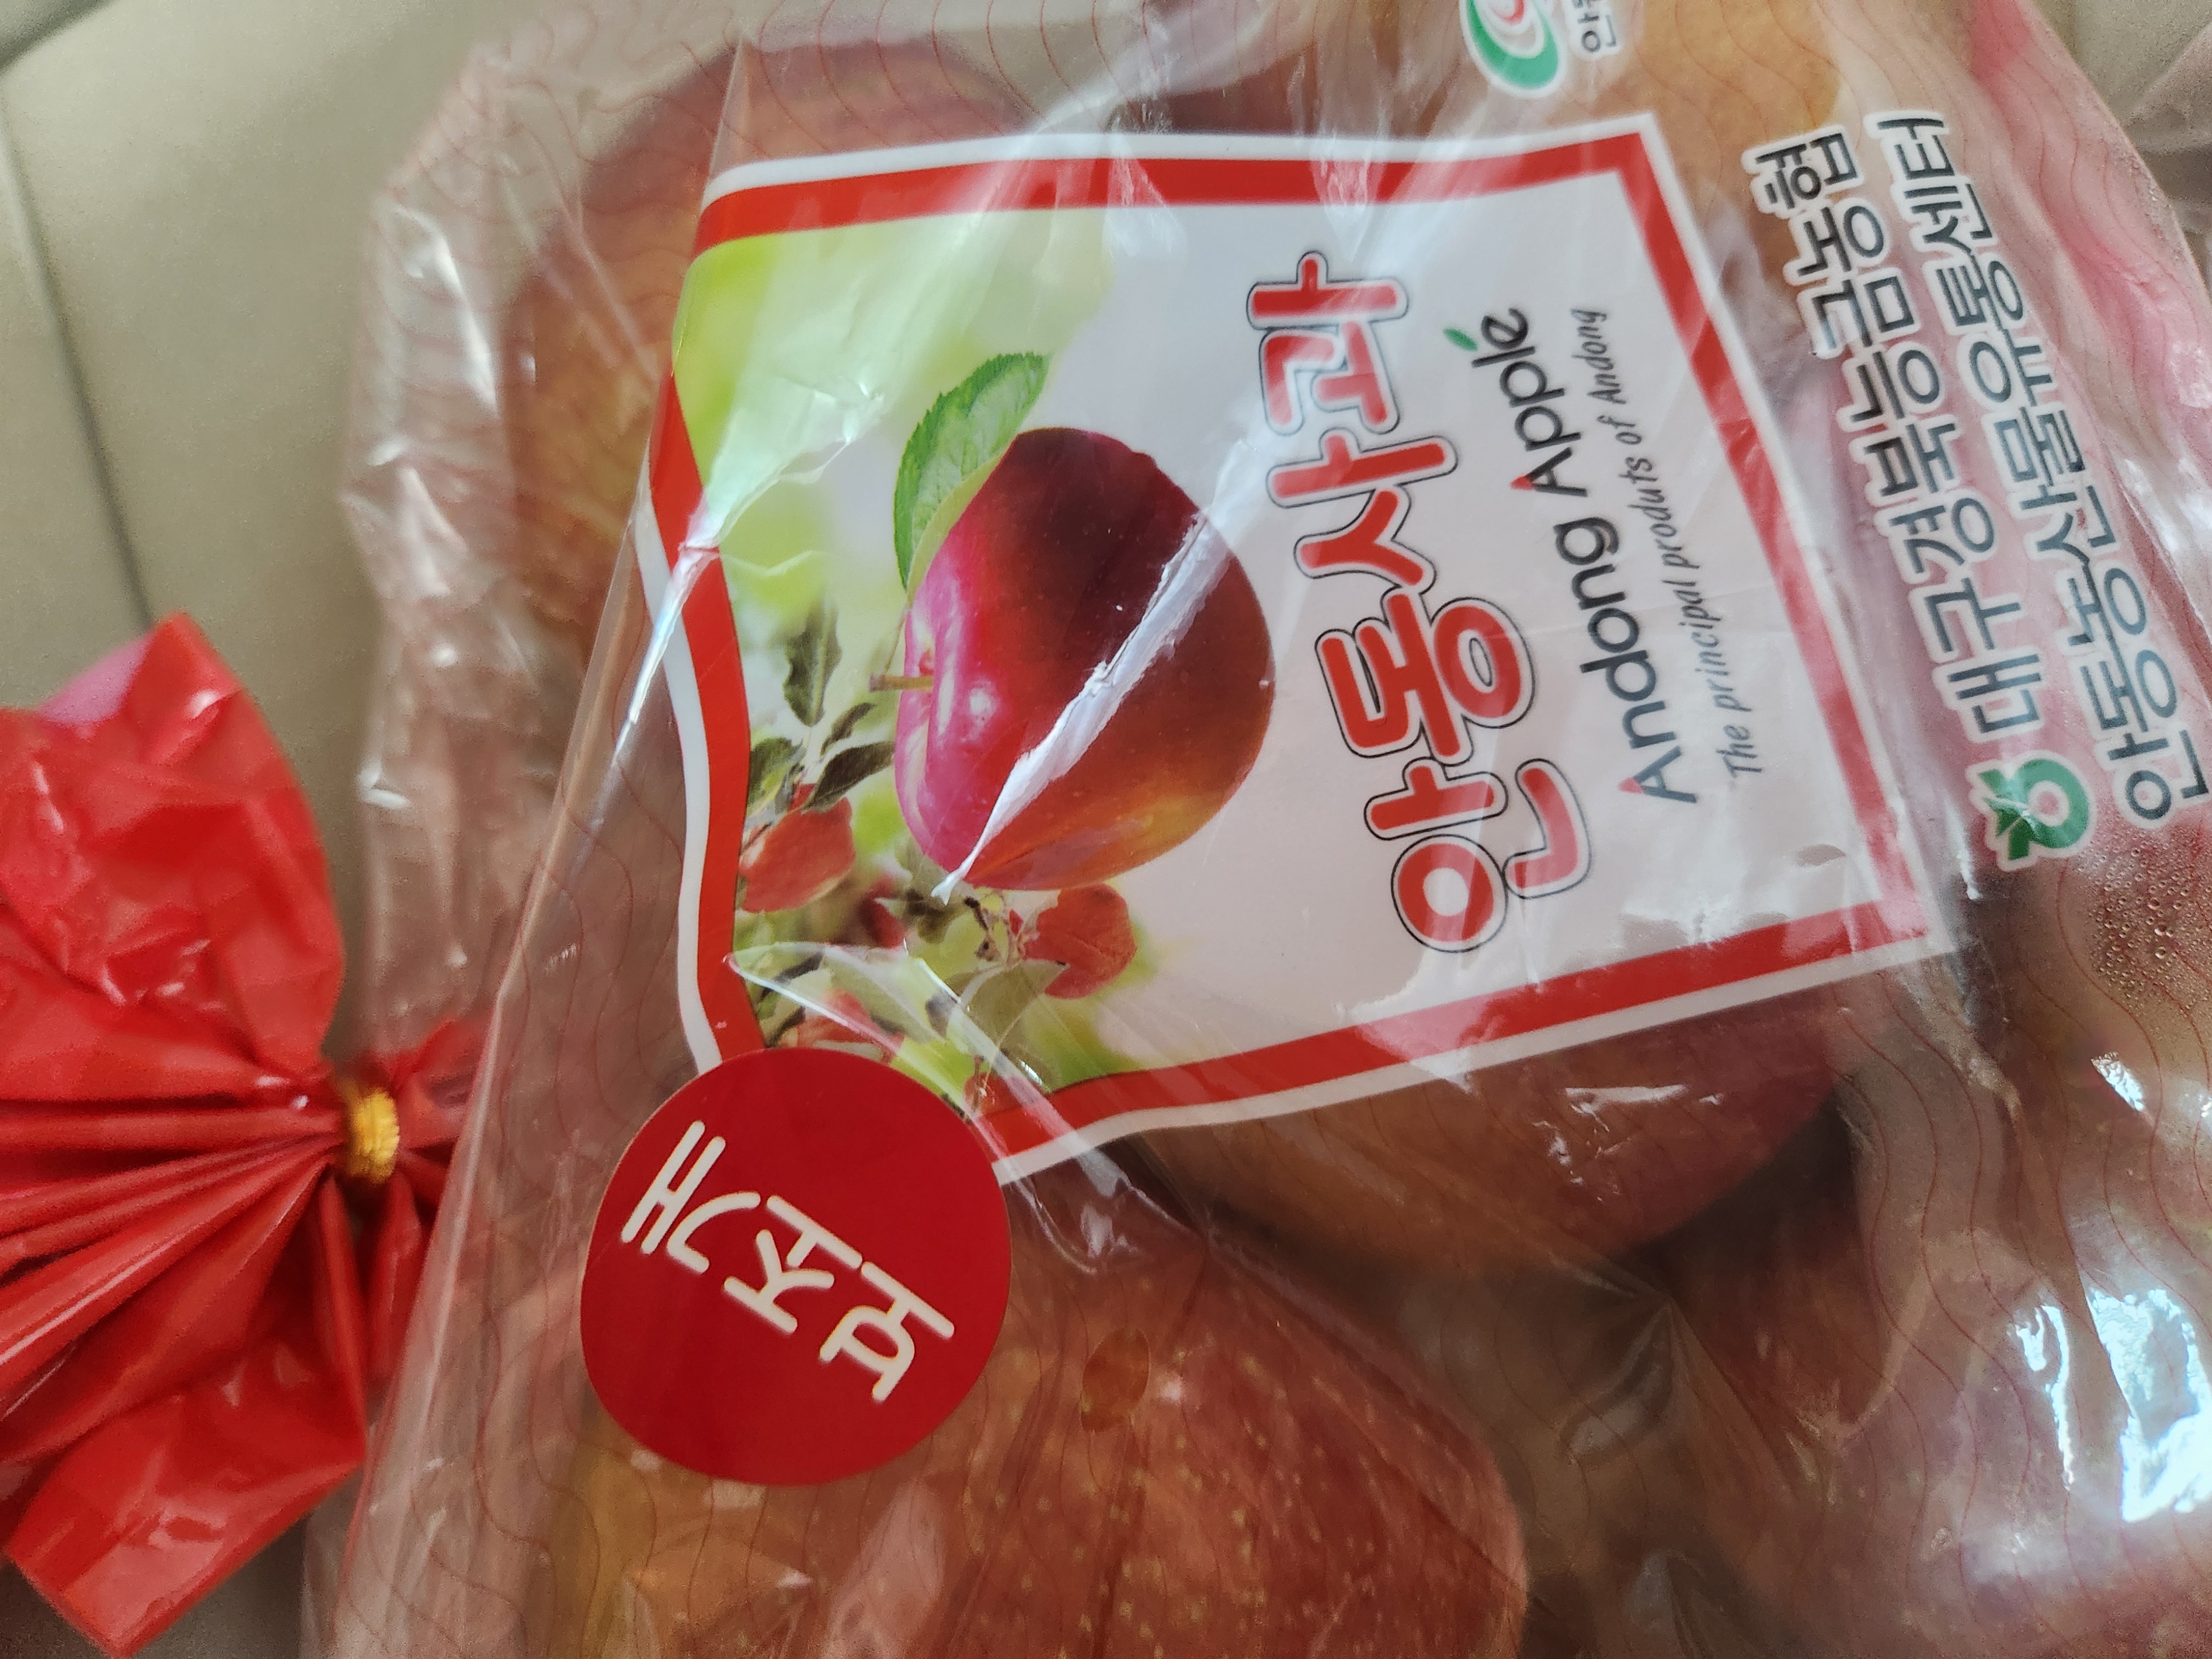 안동사과
Andong Apple
The principal produts of Andong
대구경북능금농협
안동농산물유통센터
보조개